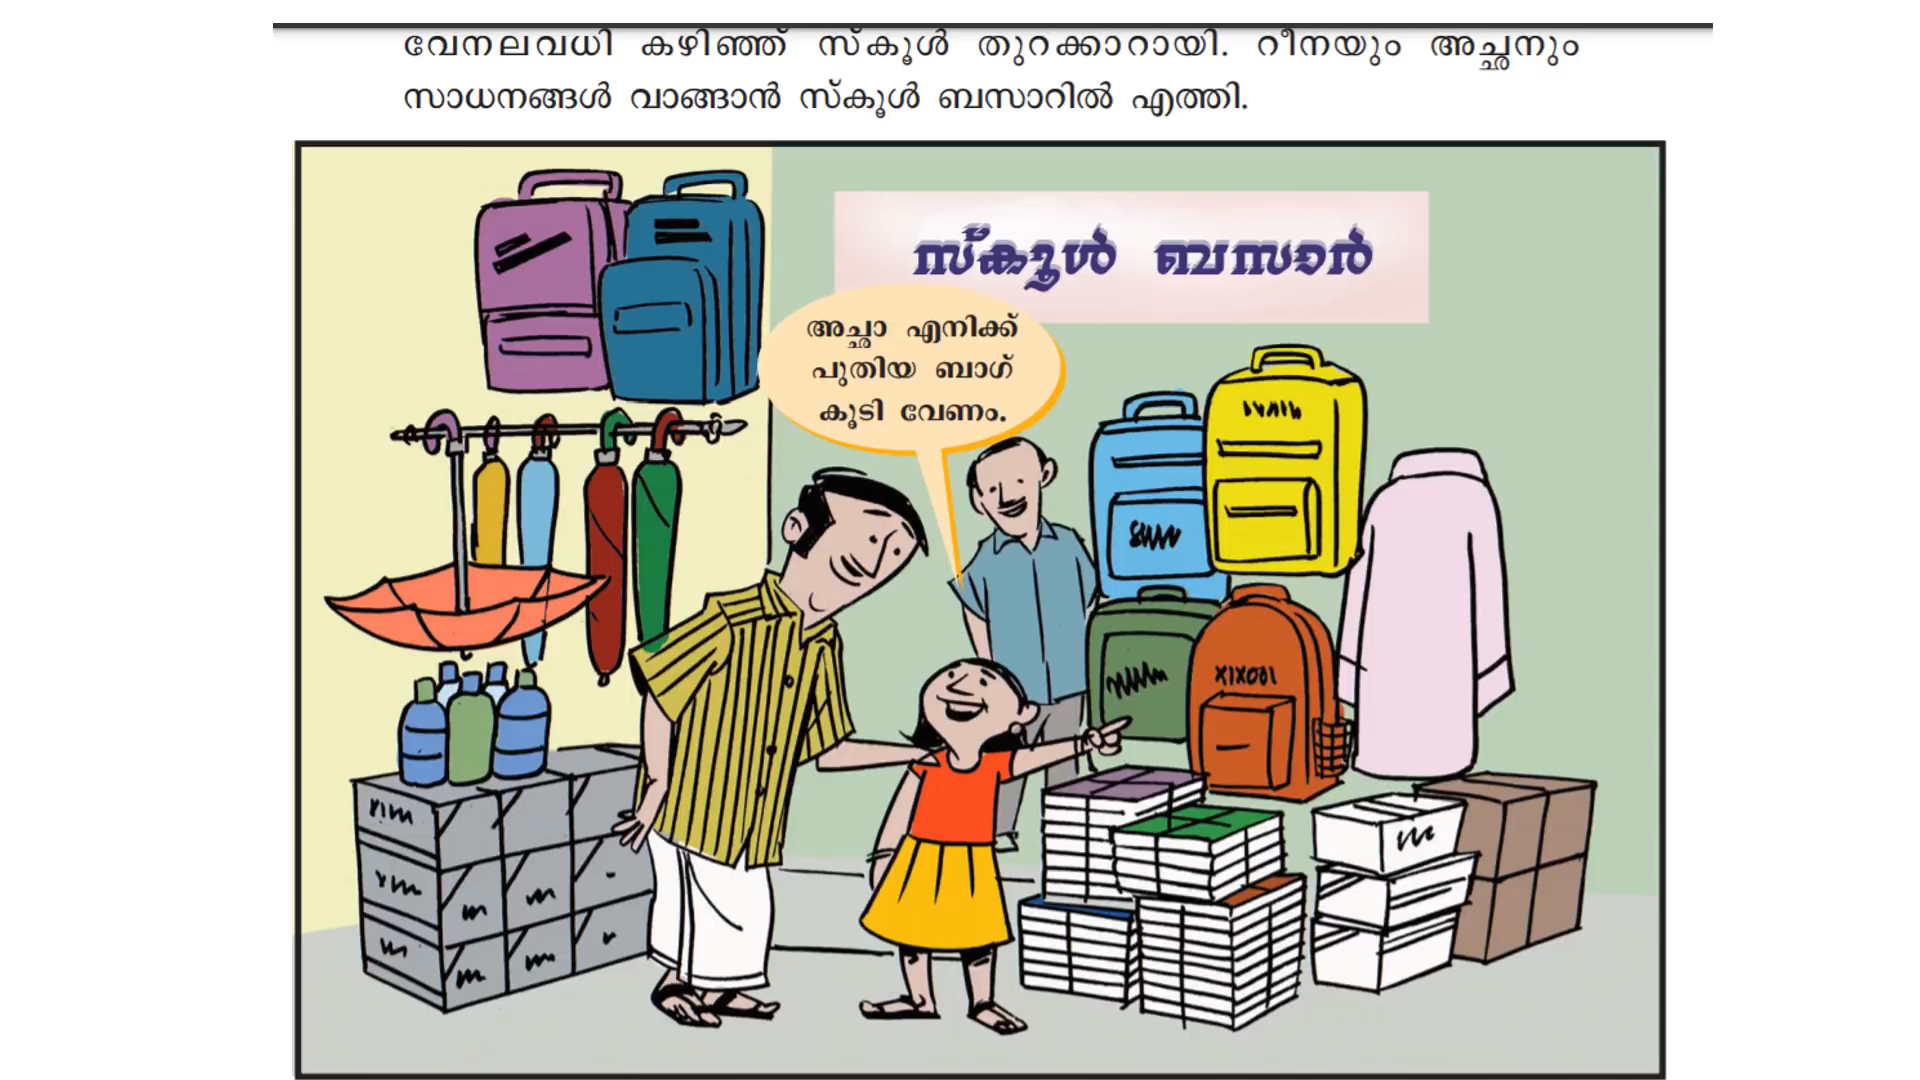 വേനലവധി കഴിഞ്ഞ് സ്കൂൾ തുറക്കാറായി. റീനയും അച്ഛനും
സാധനങ്ങൾ വാങ്ങാൻ സ്കൂൾ ബസാറിൽ എത്തി.
സ്കൂൾ ബസാർ
അച്ഛാ എനിക്ക്
പുതിയ ബാഗ്
കൂടി വേണം.